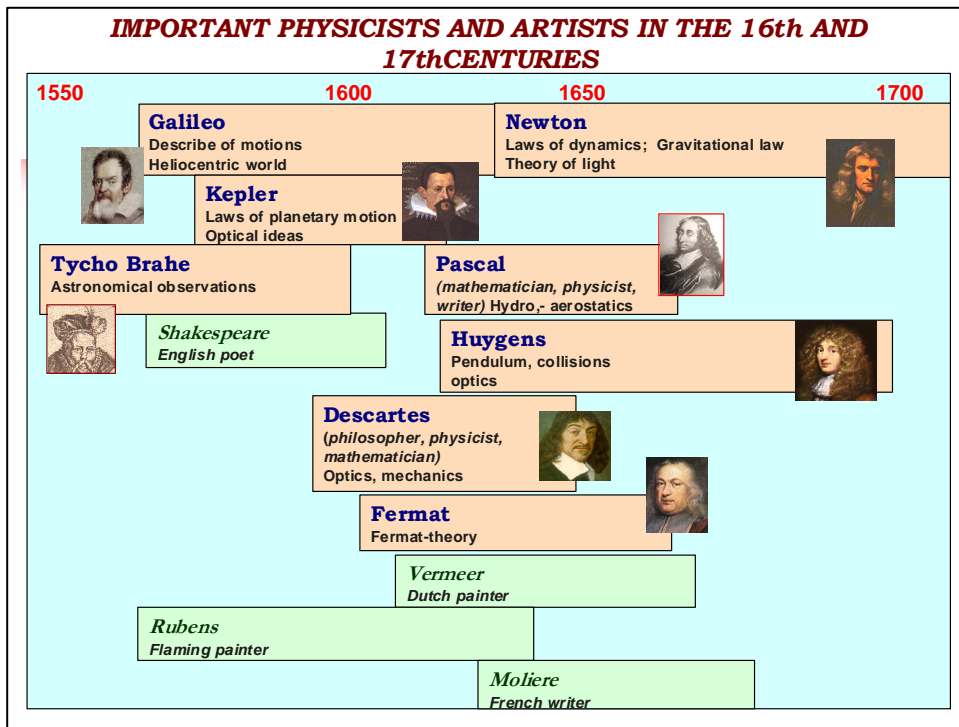 IMPORTANT PHYSICISTS AND ARTISTS IN THE 16th AND
17thCENTURIES
1550 1600 1650 1700
Galileo
Describe of motions
Heliocentric world
Newton
Laws of dynamics; Gravitational law
Theory of light
Kepler
Laws of planetary motion
Optical ideas
Tycho Brahe
Astronomical observations
Pascal
(mathematician, physicist,
writer) Hydro,- aerostatics
Shakespeare
English poet
Huygens
Pendulum, collisions
optics
Descartes
(philosopher, physicist,
mathematician)
Optics, mechanics
Fermat
Fermat-theory
Vermeer
Dutch painter
Rubens
Flaming painter
Moliere
French writer